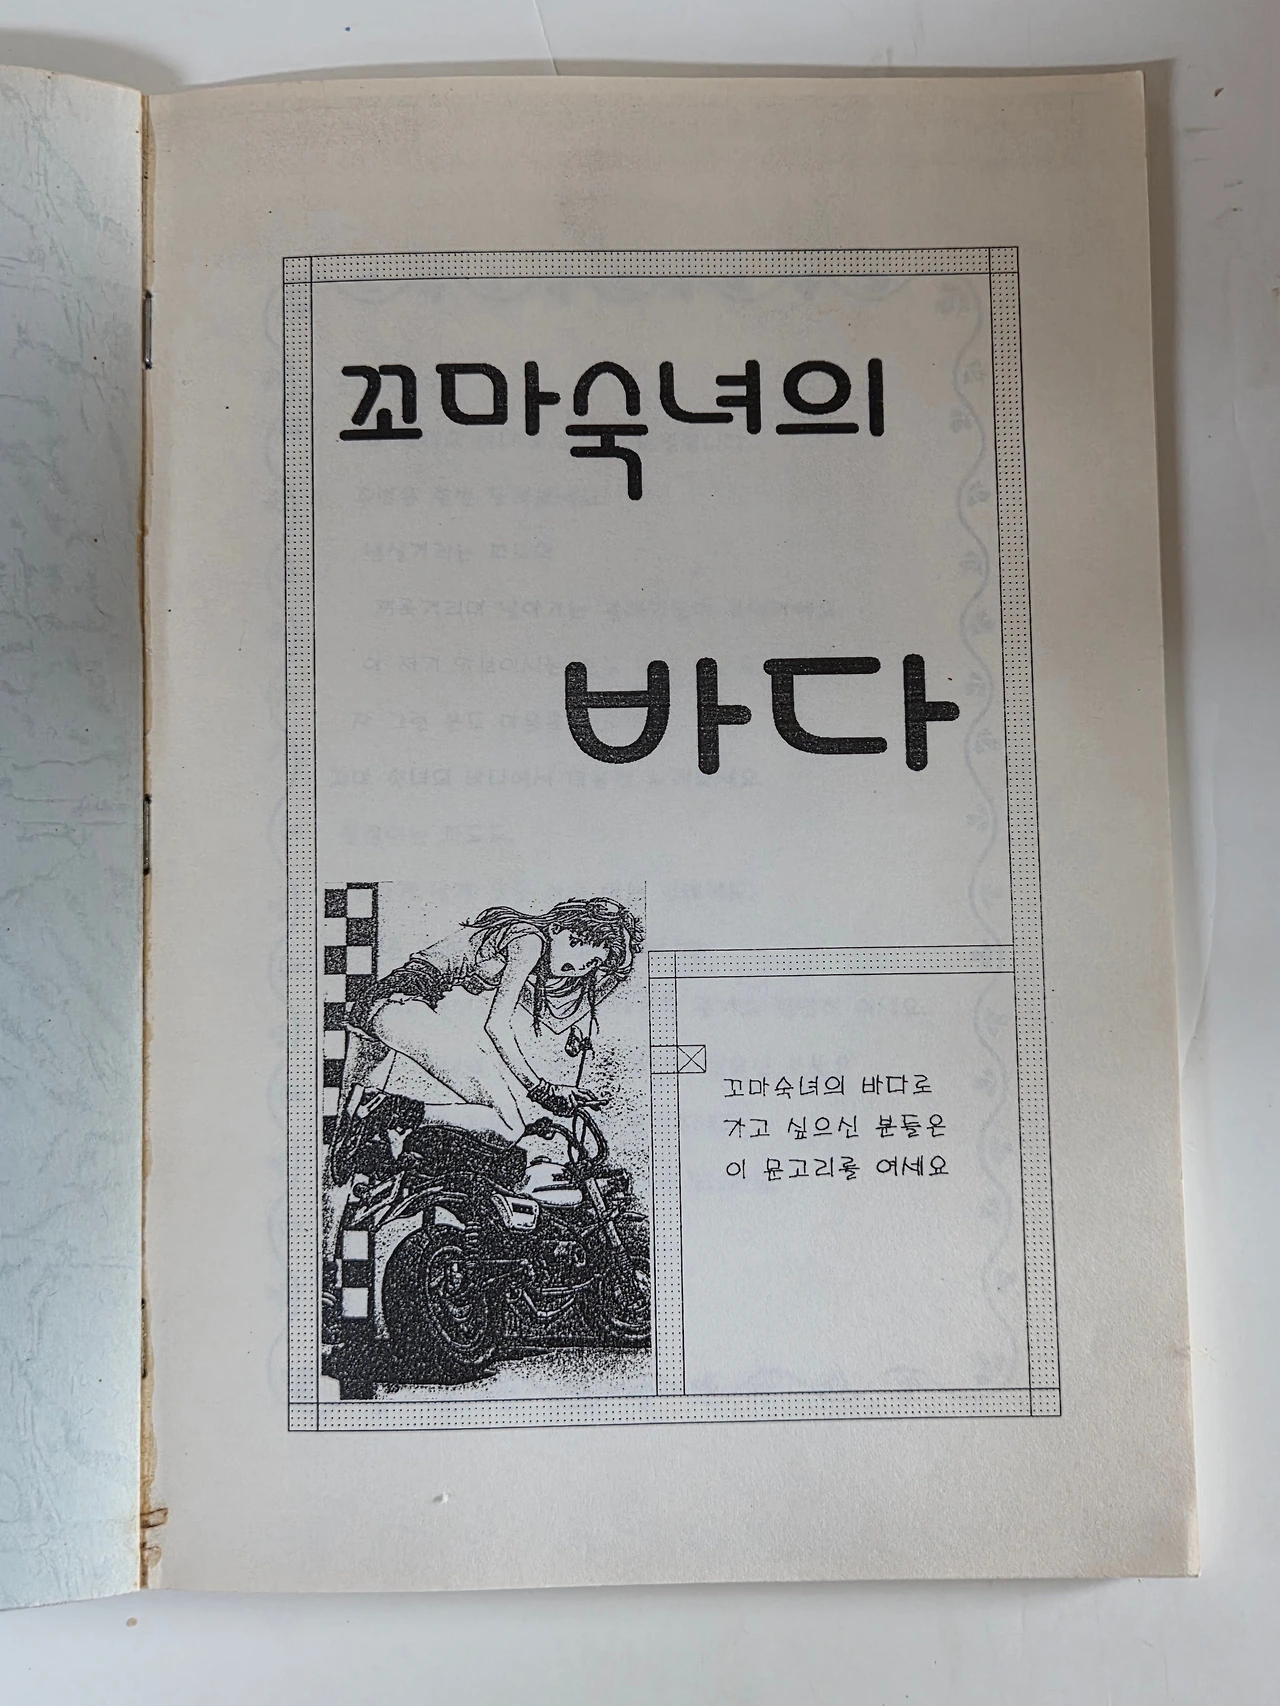 꼬마숙녀의
바다
꼬마숙녀의 바다로
가고 싶으신 분들은
이 문고리를 여세요